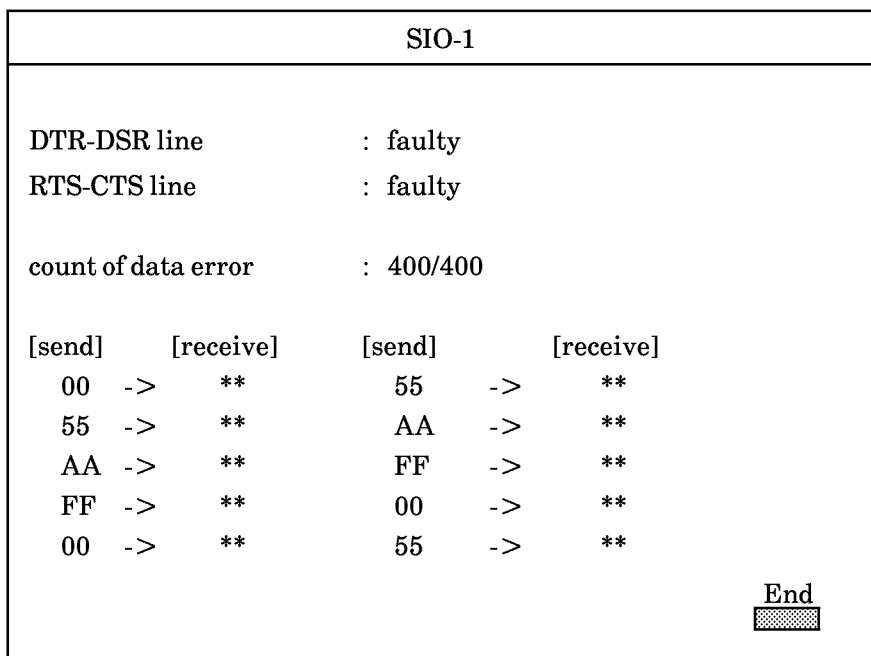 SIO-1
DTR-DSR line : faulty
RTS-CTS line : faulty
count of data error : 400/400
[send] [receive] [send] [receive]
00 -> ** 55 -> **
55 -> ** AA -> **
AA -> ** FF -> **
FF -> ** 00 -> **
00 -> ** 55 -> **
End